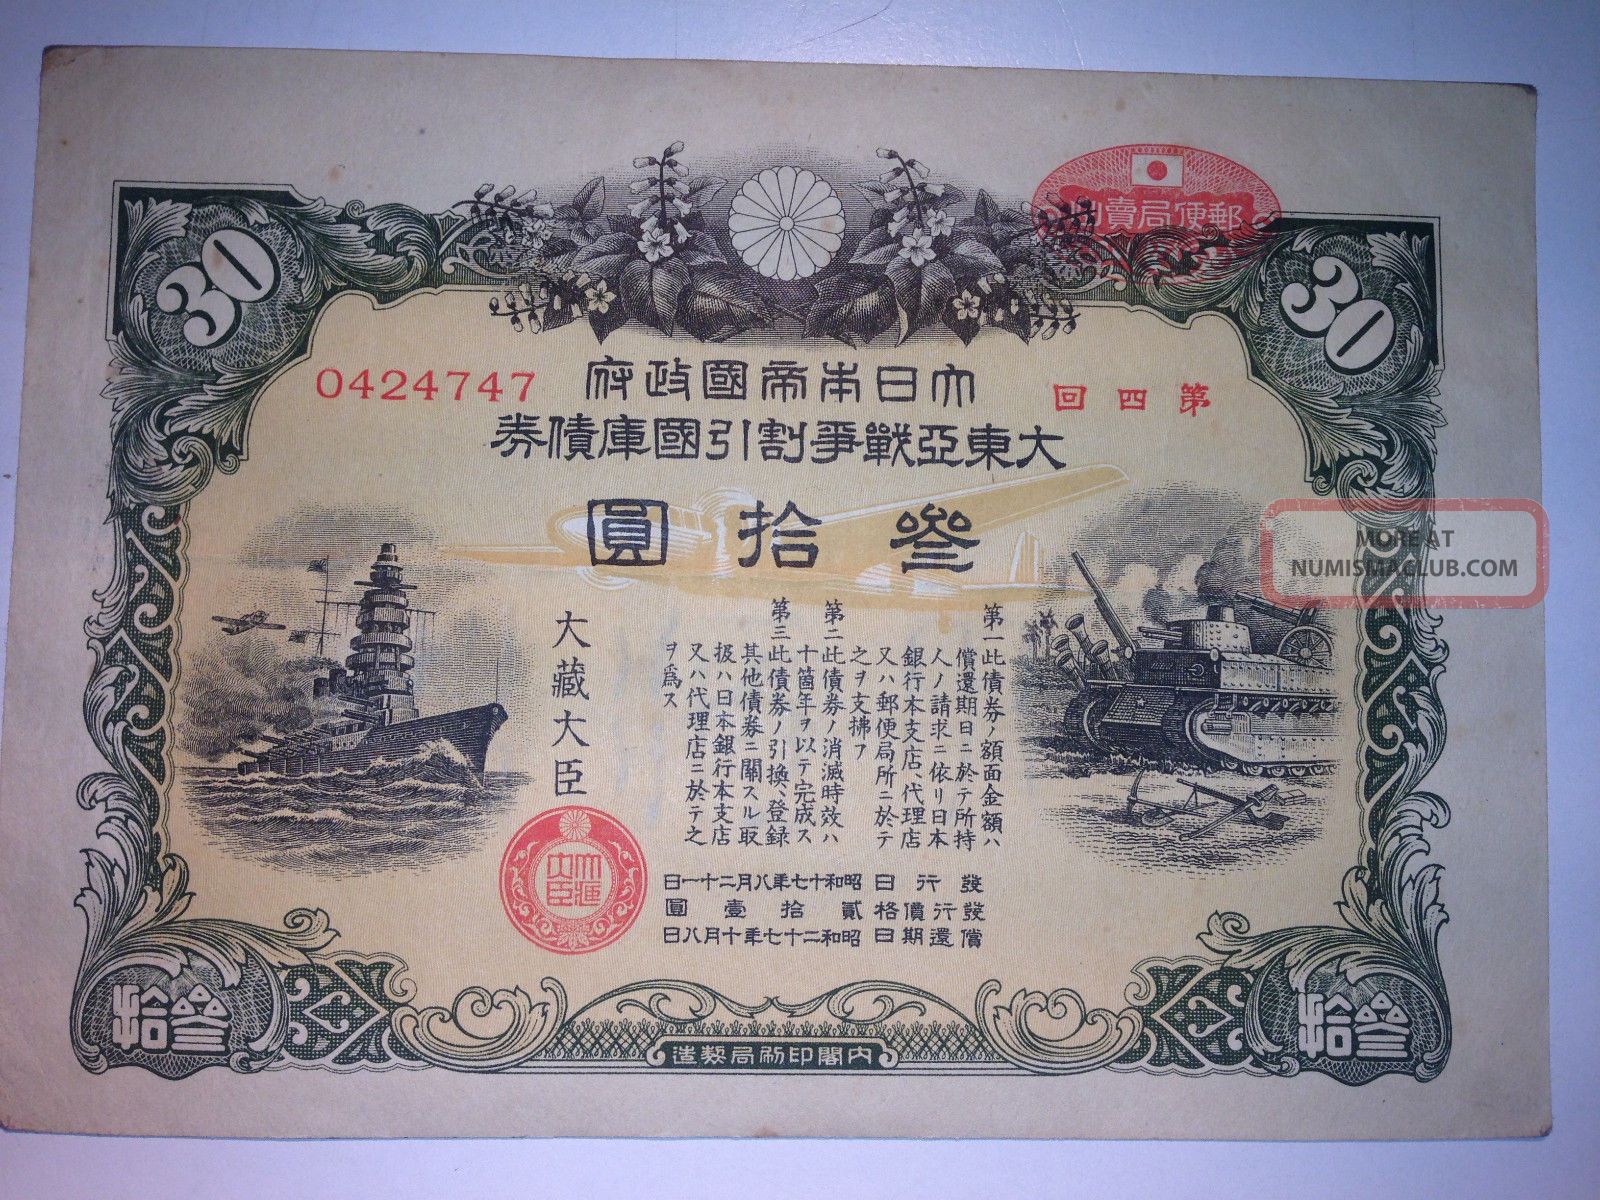 郵便局賣出
30
30
第四回
0424747
大日本帝國政府
大東亞戰爭割引國庫債券
叄拾圓
MORE AT
NUMISMACLUB.COM
第一此債券ノ額面金額ハ
償還期日ニ於テ所持
人ノ請求ニ依リ日本
銀行本支店、代理店
又ハ郵便局所ニ於テ
之ヲ支拂フ
第二此債券ノ消滅時效ハ
十箇年ヲ以テ完成ス
第三此債券ノ引換、登錄
其他債券ニ關スル取
扱ハ日本銀行本支店
又ハ代理店ニ於テ之
ヲ爲ス
大藏大臣
大藏大臣
發行日 昭和十七年八月二十一日
發行價格 貳拾壹圓
償還期日 昭和二十七年十月八日
叄拾
叄拾
內閣印刷局製造